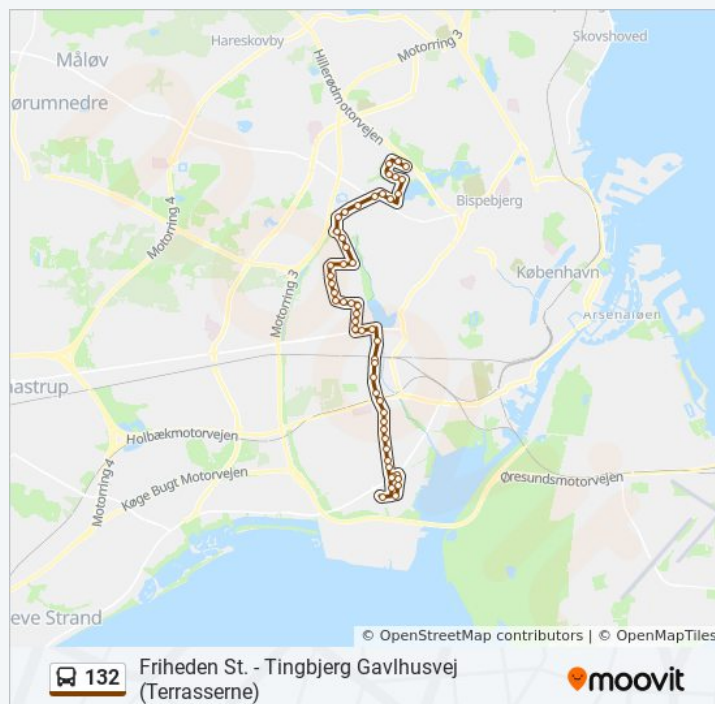 Skovshoved
Hareskovby
Motorring 3
Måløv
Hillerødmotorvejen
ørumnedre
Bispebjerg
Motorring 4
København
Motorring 3
Arsenaløen
nastrup
Holbækmotorvejen
Motorring 4
Køge Bugt Motorvejen
Øresundsmotorvejen
eve Strand
© OpenStreetMap contributors | © OpenMapTiles
132
Friheden St. - Tingbjerg Gavlhusvej
(Terrasserne)
moovit